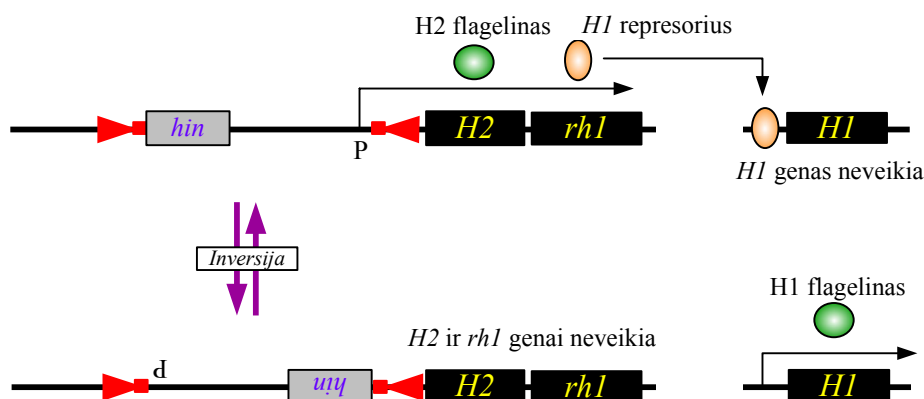 H2 flagelinas
H1 represorius
hin
P
H2
rh1
H1
H1 genas neveikia
Inversija
H1 flagelinas
H2 ir rh1 genai neveikia
P
hin
H2
rh1
H1